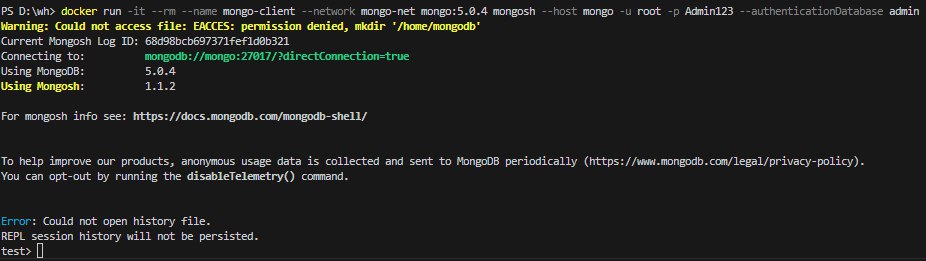 PS D:\wh> docker run -it --rm --name mongo-client --network mongo-net mongo:5.0.4 mongosh --host mongo -u root -p Admin123 --authenticationDatabase admin
Warning: Could not access file: EACCES: permission denied, mkdir '/home/mongodb'
Current Mongosh Log ID: 68d98bcb697371fef1d0b321
Connecting to: mongodb://mongo:27017/?directConnection=true
Using MongoDB: 5.0.4
Using Mongosh: 1.1.2
For mongosh info see: https://docs.mongodb.com/mongodb-shell/
To help improve our products, anonymous usage data is collected and sent to MongoDB periodically (https://www.mongodb.com/legal/privacy-policy).
You can opt-out by running the disableTelemetry() command.
Error: Could not open history file.
REPL session history will not be persisted.
test>